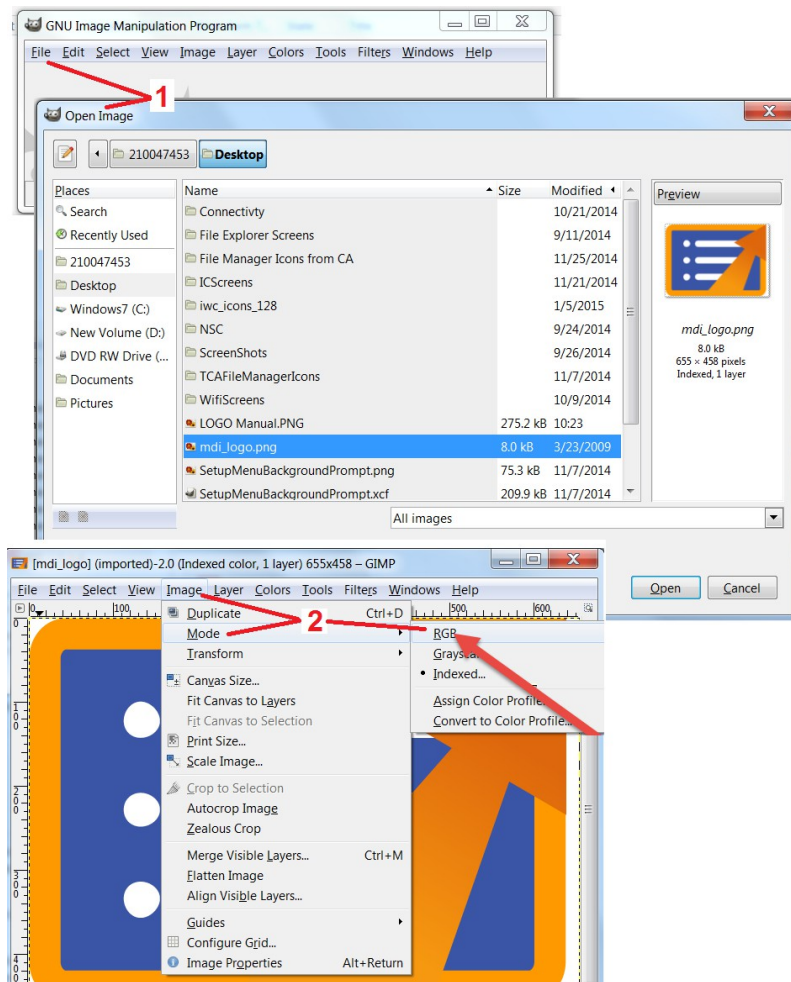 GNU Image Manipulation Program
File Edit Select View Image Layer Colors Tools Filters Windows Help
1
Open Image
210047453 Desktop
Places Name Size Modified Preview
Search Connectivty 10/21/2014
Recently Used File Explorer Screens 9/11/2014
210047453 File Manager Icons from CA 11/25/2014
Desktop ICScreens 11/21/2014
Windows7 (C:) iwc_icons_128 1/5/2015
New Volume (D:) NSC 9/24/2014 mdi_logo.png
DVD RW Drive (... ScreenShots 9/26/2014 8.0 kB
655 × 458 pixels
Documents TCAFileManagerIcons 11/7/2014 Indexed, 1 layer
Pictures WifiScreens 10/9/2014
LOGO Manual.PNG 275.2 kB 10:23
mdi_logo.png 8.0 kB 3/23/2009
SetupMenuBackgroundPrompt.png 75.3 kB 11/7/2014
SetupMenuBackgroundPrompt.xcf 209.9 kB 11/7/2014
All images
Open Cancel
[mdi_logo] (imported)-2.0 (Indexed color, 1 layer) 655x458 – GIMP
File Edit Select View Image Layer Colors Tools Filters Windows Help
0 100 500 600
0 100 200 300 400
Duplicate Ctrl+D
2
Mode RGB
Transform
Indexed...
Canvas Size... Assign Color Profile...
Fit Canvas to Layers Convert to Color Profile...
Fit Canvas to Selection
Print Size...
Scale Image...
Crop to Selection
Autocrop Image
Zealous Crop
Merge Visible Layers... Ctrl+M
Flatten Image
Align Visible Layers...
Guides
Configure Grid...
Image Properties Alt+Return